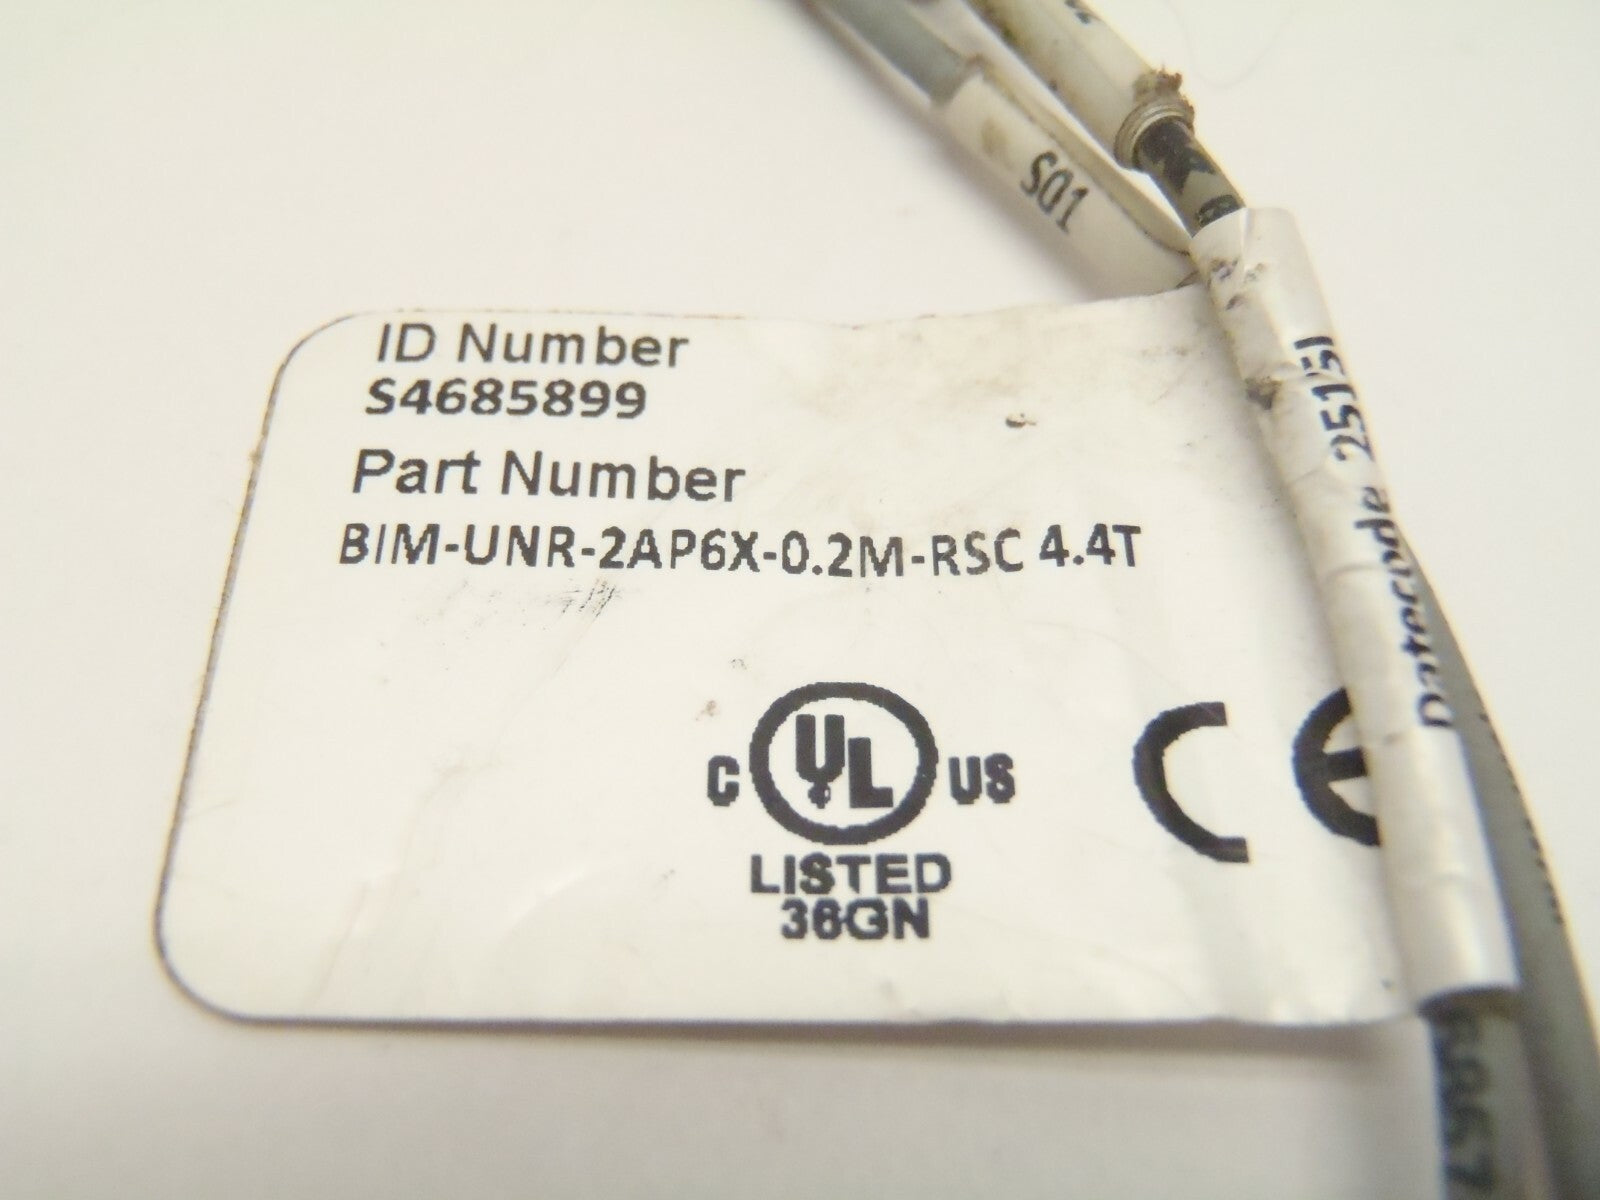 ID Number
S4685899
Part Number
BIM-UNR-2AP6X-0.2M-RSC 4.4T
C UL US
LISTED
36GN
CE
S01
Datecode 2515I